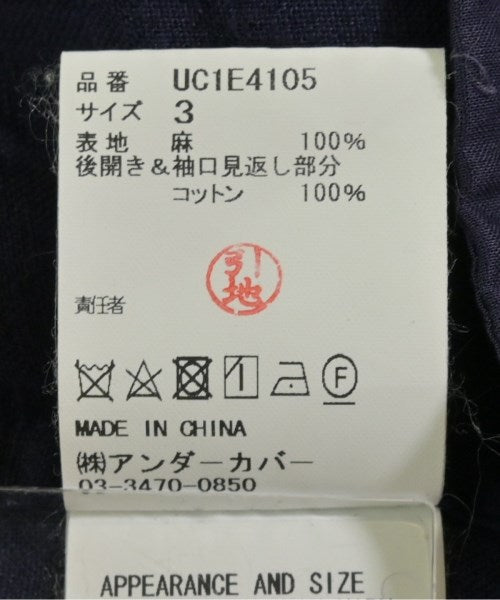 品番 UC1E4105
サイズ 3
表地 麻 100%
後開き&袖口見返し部分
コットン 100%
引地
責任者
F
MADE IN CHINA
(株)アンダーカバー
03-3470-0850
APPEARANCE AND SIZE